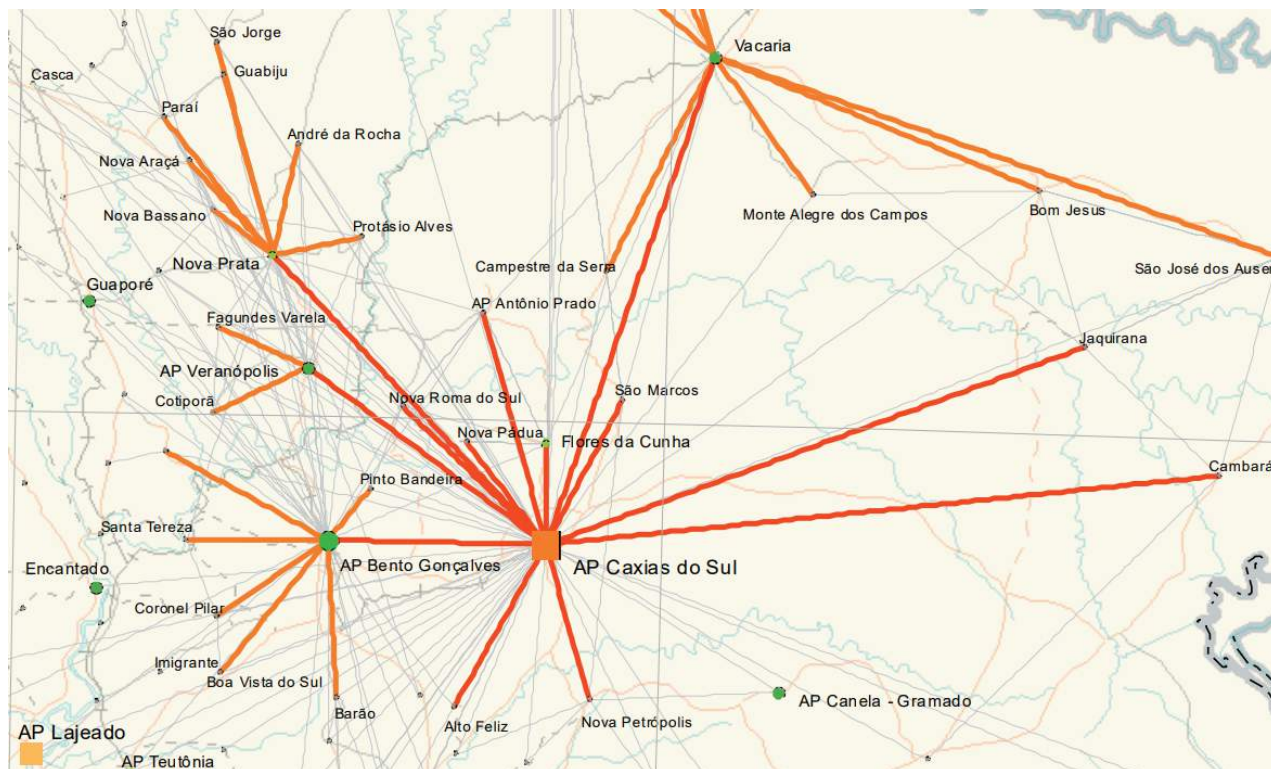 São Jorge
Vacaria
Casca
Guabiju
Paraí
André da Rocha
Nova Araçá
Nova Bassano
Monte Alegre dos Campos
Bom Jesus
Protásio Alves
Nova Prata
Campestre da Serra
São José dos Ausen
Guaporé
AP Antônio Prado
Fagundes Varela
Jaquirana
AP Veranópolis
São Marcos
Cotiporã
Nova Roma do Sul
Nova Pádua
Flores da Cunha
Cambará
Pinto Bandeira
Santa Tereza
Encantado
AP Bento Gonçalves
AP Caxias do Sul
Coronel Pilar
Imigrante
Boa Vista do Sul
AP Canela - Gramado
Barão
Alto Feliz
Nova Petrópolis
AP Lajeado
AP Teutônia